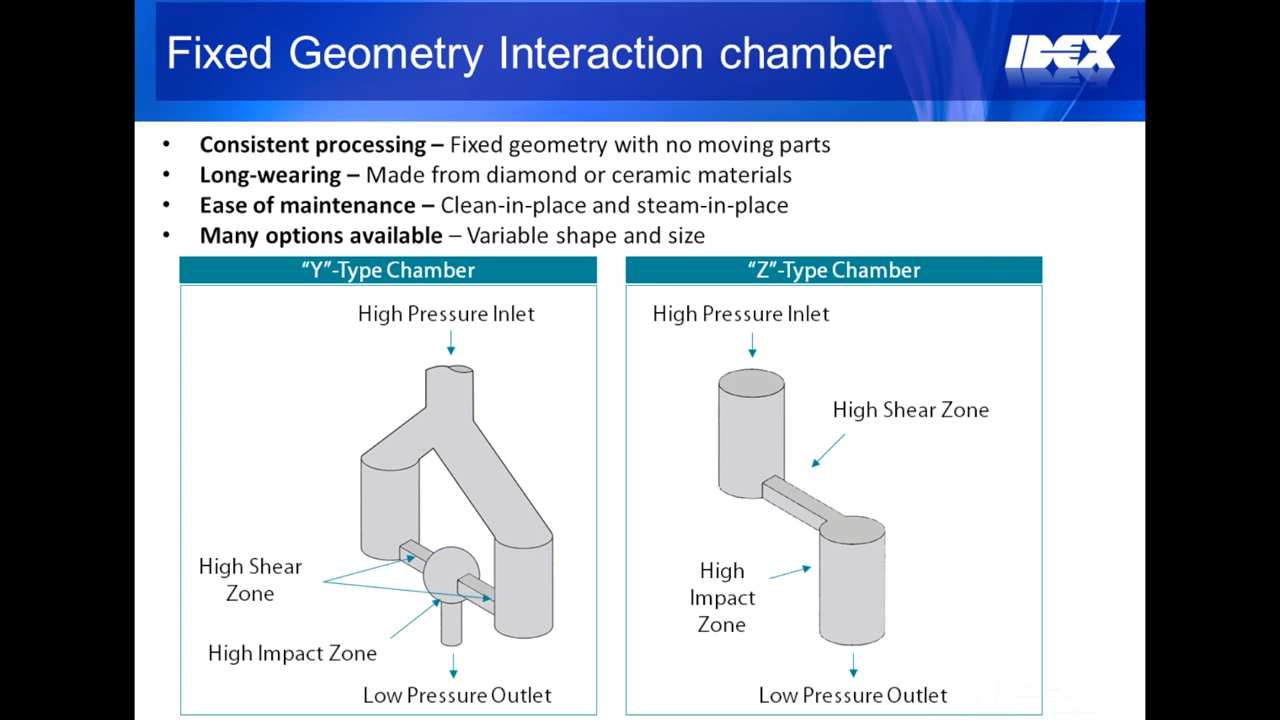 Fixed Geometry Interaction chamber
IDEX
• Consistent processing – Fixed geometry with no moving parts
• Long-wearing – Made from diamond or ceramic materials
• Ease of maintenance – Clean-in-place and steam-in-place
• Many options available – Variable shape and size
“Y”-Type Chamber
High Pressure Inlet
High Shear
Zone
High Impact Zone
Low Pressure Outlet
“Z”-Type Chamber
High Pressure Inlet
High Shear Zone
High
Impact
Zone
Low Pressure Outlet